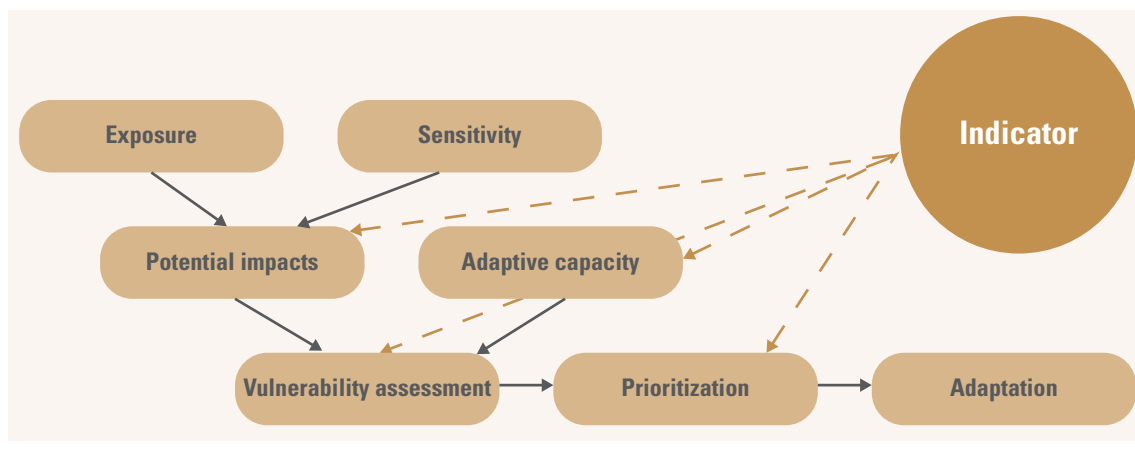 Exposure
Sensitivity
Indicator
Potential impacts
Adaptive capacity
Vulnerability assessment
Prioritization
Adaptation